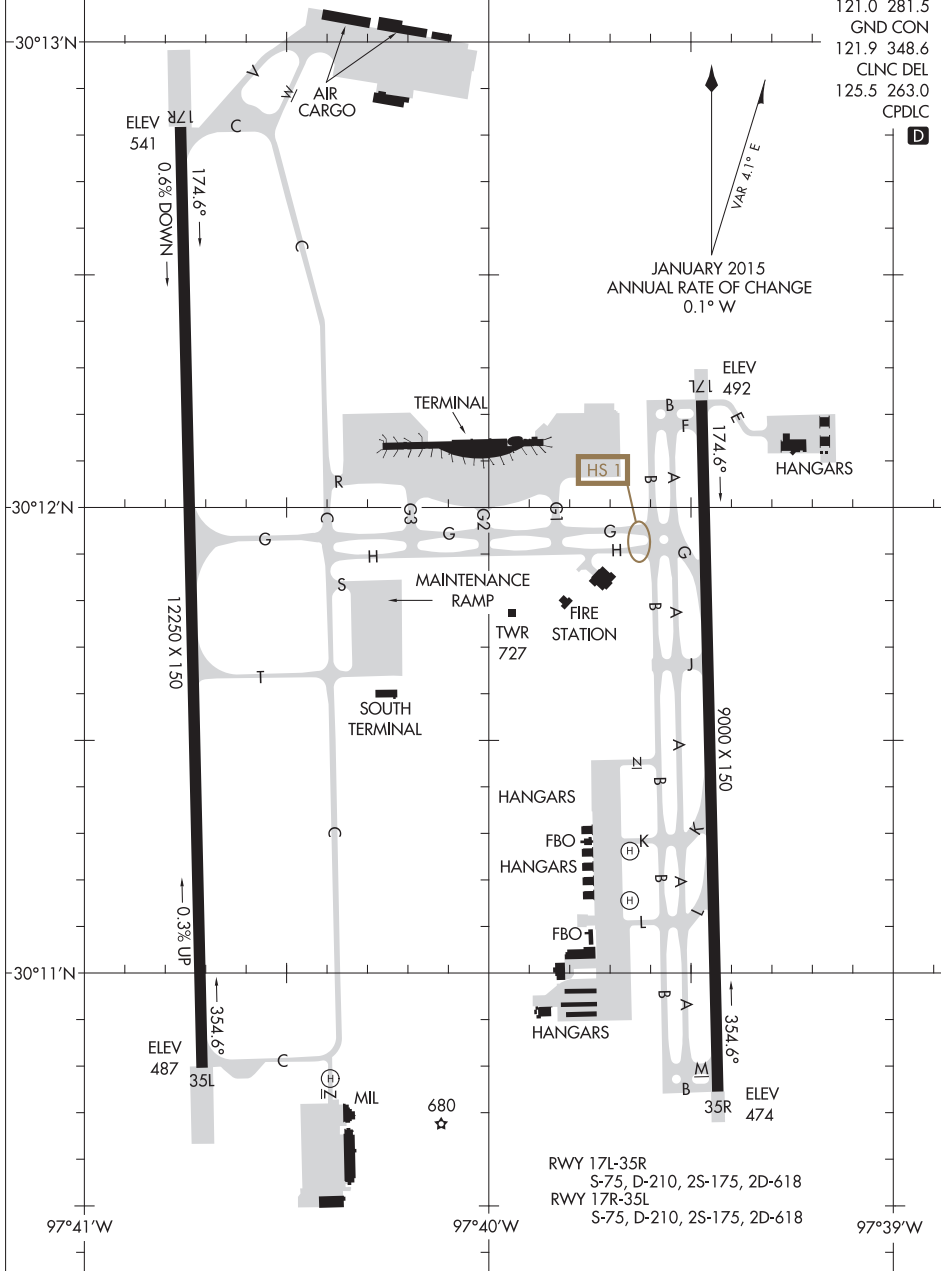 121.0 281.5
GND CON
121.9 348.6
CLNC DEL
125.5 263.0
CPDLC
D
30°13'N
A
W
AIR
CARGO
C
ELEV
541
17R
174.6°
0.6% DOWN
VAR 4.1° E
C
JANUARY 2015
ANNUAL RATE OF CHANGE
0.1° W
ELEV
492
17L
TERMINAL
B
F
E
174.6°
HANGARS
HS 1
R
B
A
30°12'N
C
G3
G2
G1
G
G
G
H
H
G
S
MAINTENANCE
RAMP
B
A
12250 X 150
TWR
727
FIRE
STATION
J
T
SOUTH
TERMINAL
9000 X 150
A
N
B
HANGARS
C
K
FBO
K
H
HANGARS
B
A
H
L
L
FBO
0.3% UP
30°11'N
B
A
354.6°
354.6°
HANGARS
ELEV
487
C
35L
H
Z
M
B
MIL
680
35R
ELEV
474
RWY 17L-35R
S-75, D-210, 2S-175, 2D-618
RWY 17R-35L
S-75, D-210, 2S-175, 2D-618
97°41'W
97°40'W
97°39'W